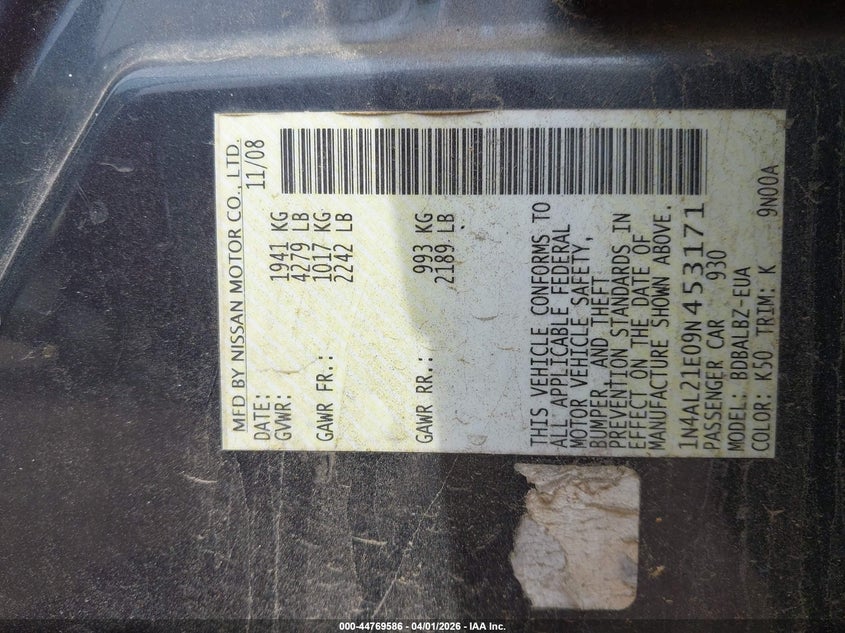 MFD BY NISSAN MOTOR CO., LTD.
DATE: 11/08
GVWR: 1941 KG
4279 LB
GAWR FR.: 1017 KG
2242 LB
GAWR RR.: 993 KG
2189 LB
THIS VEHICLE CONFORMS TO
ALL APPLICABLE FEDERAL
MOTOR VEHICLE SAFETY,
BUMPER, AND THEFT
PREVENTION STANDARDS IN
EFFECT ON THE DATE OF
MANUFACTURE SHOWN ABOVE.
1N4AL21E09N453171
PASSENGER CAR 930
MODEL: BDBALBZ-EUA
COLOR: K50 TRIM: K 9N00A
000-44769586 - 04/01/2026 - IAA Inc.